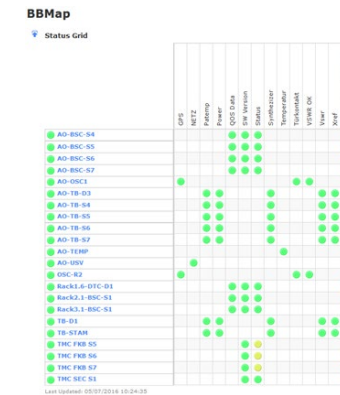 BBMap
Status Grid
GPS
NETZ
Patemp
Power
QOS Data
SW Version
Status
Synthesizer
Temperatur
Türkontakt
VSWR OK
Vswr
Xref
AO-BSC-S4
AO-BSC-S5
AO-BSC-S6
AO-BSC-S7
AO-OSC1
AO-TB-D3
AO-TB-S4
AO-TB-S5
AO-TB-S6
AO-TB-S7
AO-TEMP
AO-USV
OSC-R2
Rack1.6-DTC-D1
Rack2.1-BSC-S1
Rack3.1-BSC-S1
TB-D1
TB-STAM
TMC FKB S5
TMC FKB S6
TMC FKB S7
TMC SEC S1
Last Updated: 05/07/2016 10:24:35